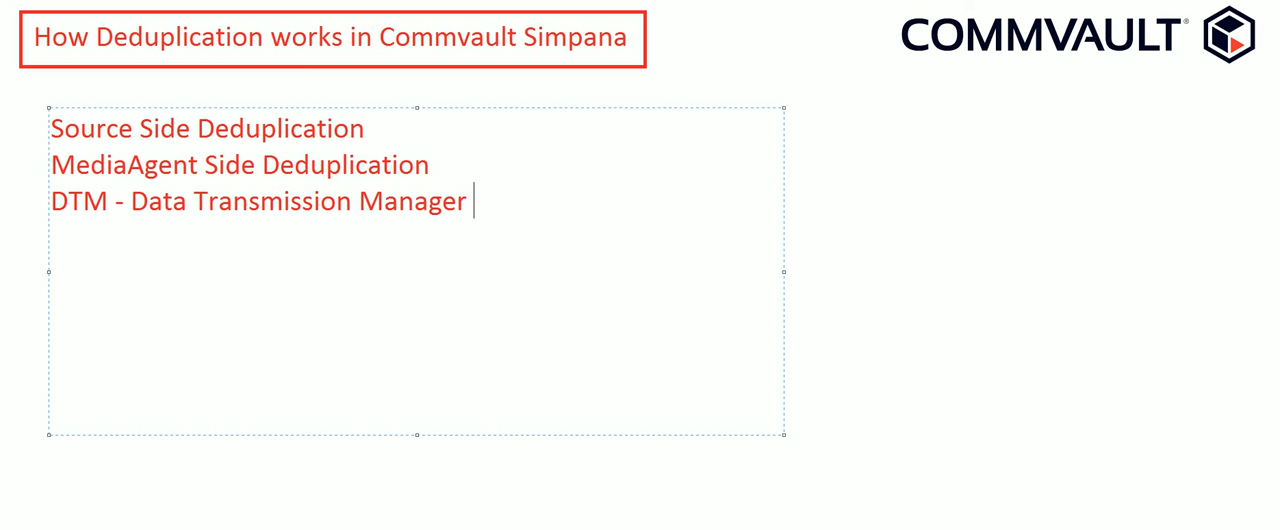 How Deduplication works in Commvault Simpana
COMMVAULT®
Source Side Deduplication
MediaAgent Side Deduplication
DTM - Data Transmission Manager